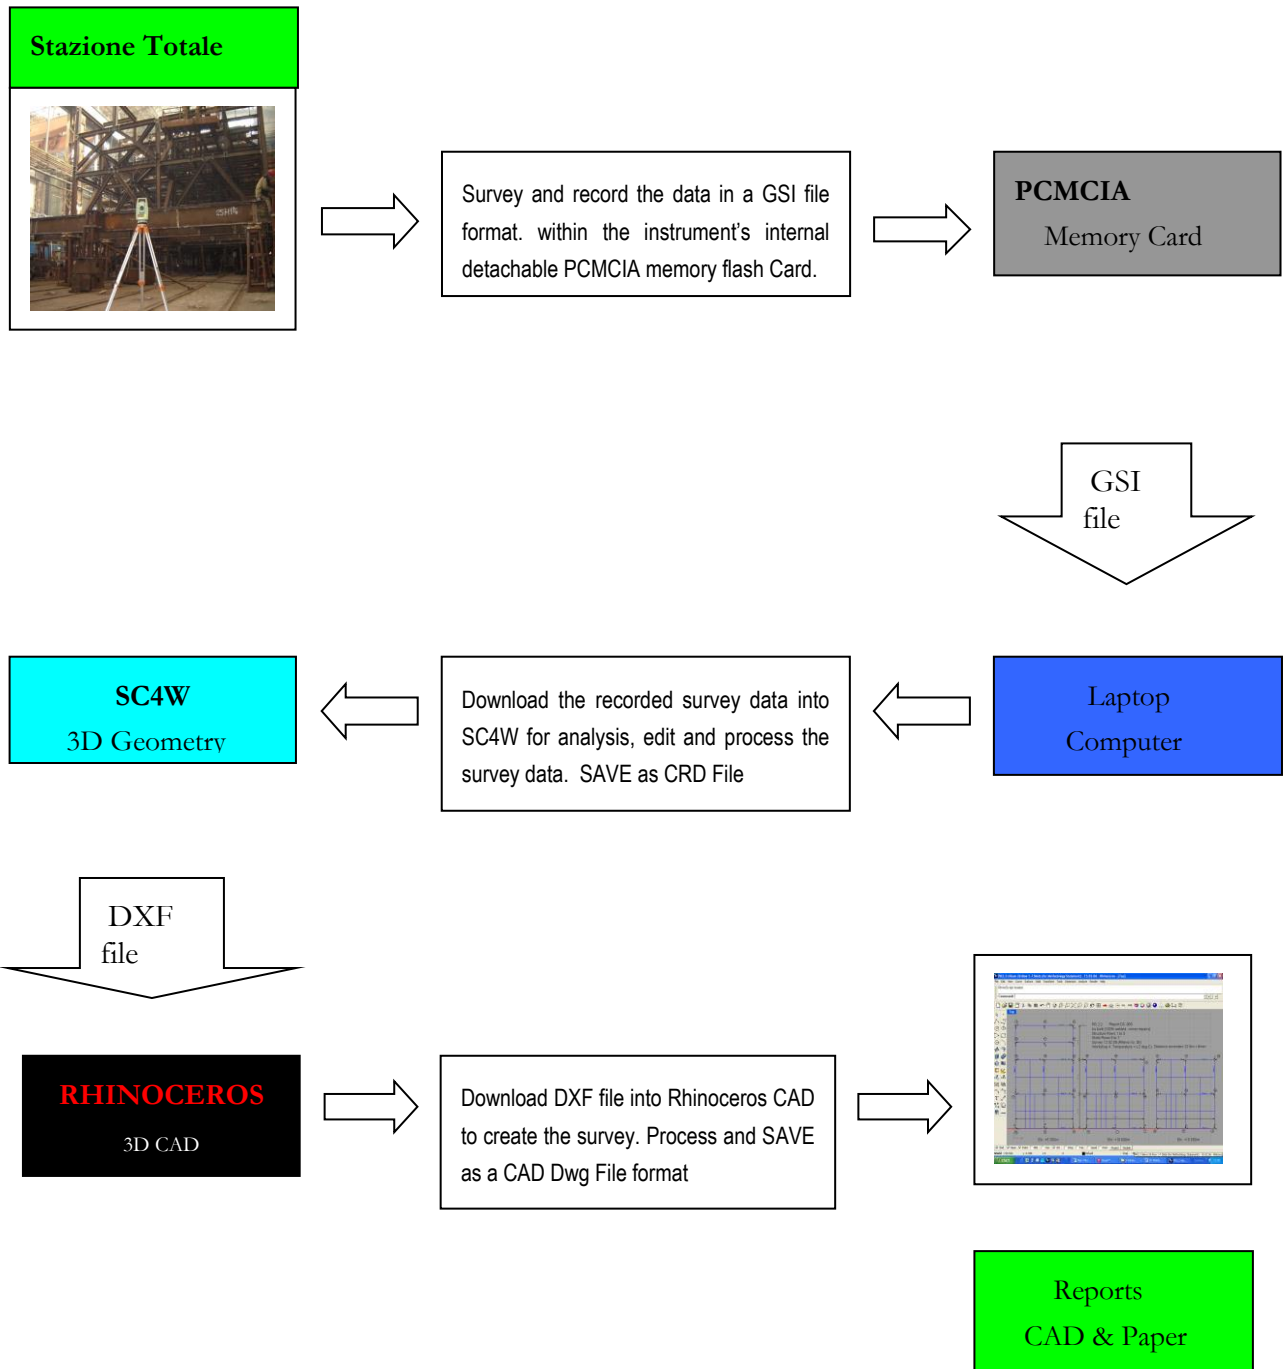 Stazione Totale
Survey and record the data in a GSI file
format. within the instrument's internal
detachable PCMCIA memory flash Card.
PCMCIA
Memory Card
GSI
file
SC4W
3D Geometry
Download the recorded survey data into
SC4W for analysis, edit and process the
survey data. SAVE as CRD File
Laptop
Computer
DXF
file
RHINOCEROS
3D CAD
Download DXF file into Rhinoceros CAD
to create the survey. Process and SAVE
as a CAD Dwg File format
Reports
CAD & Paper